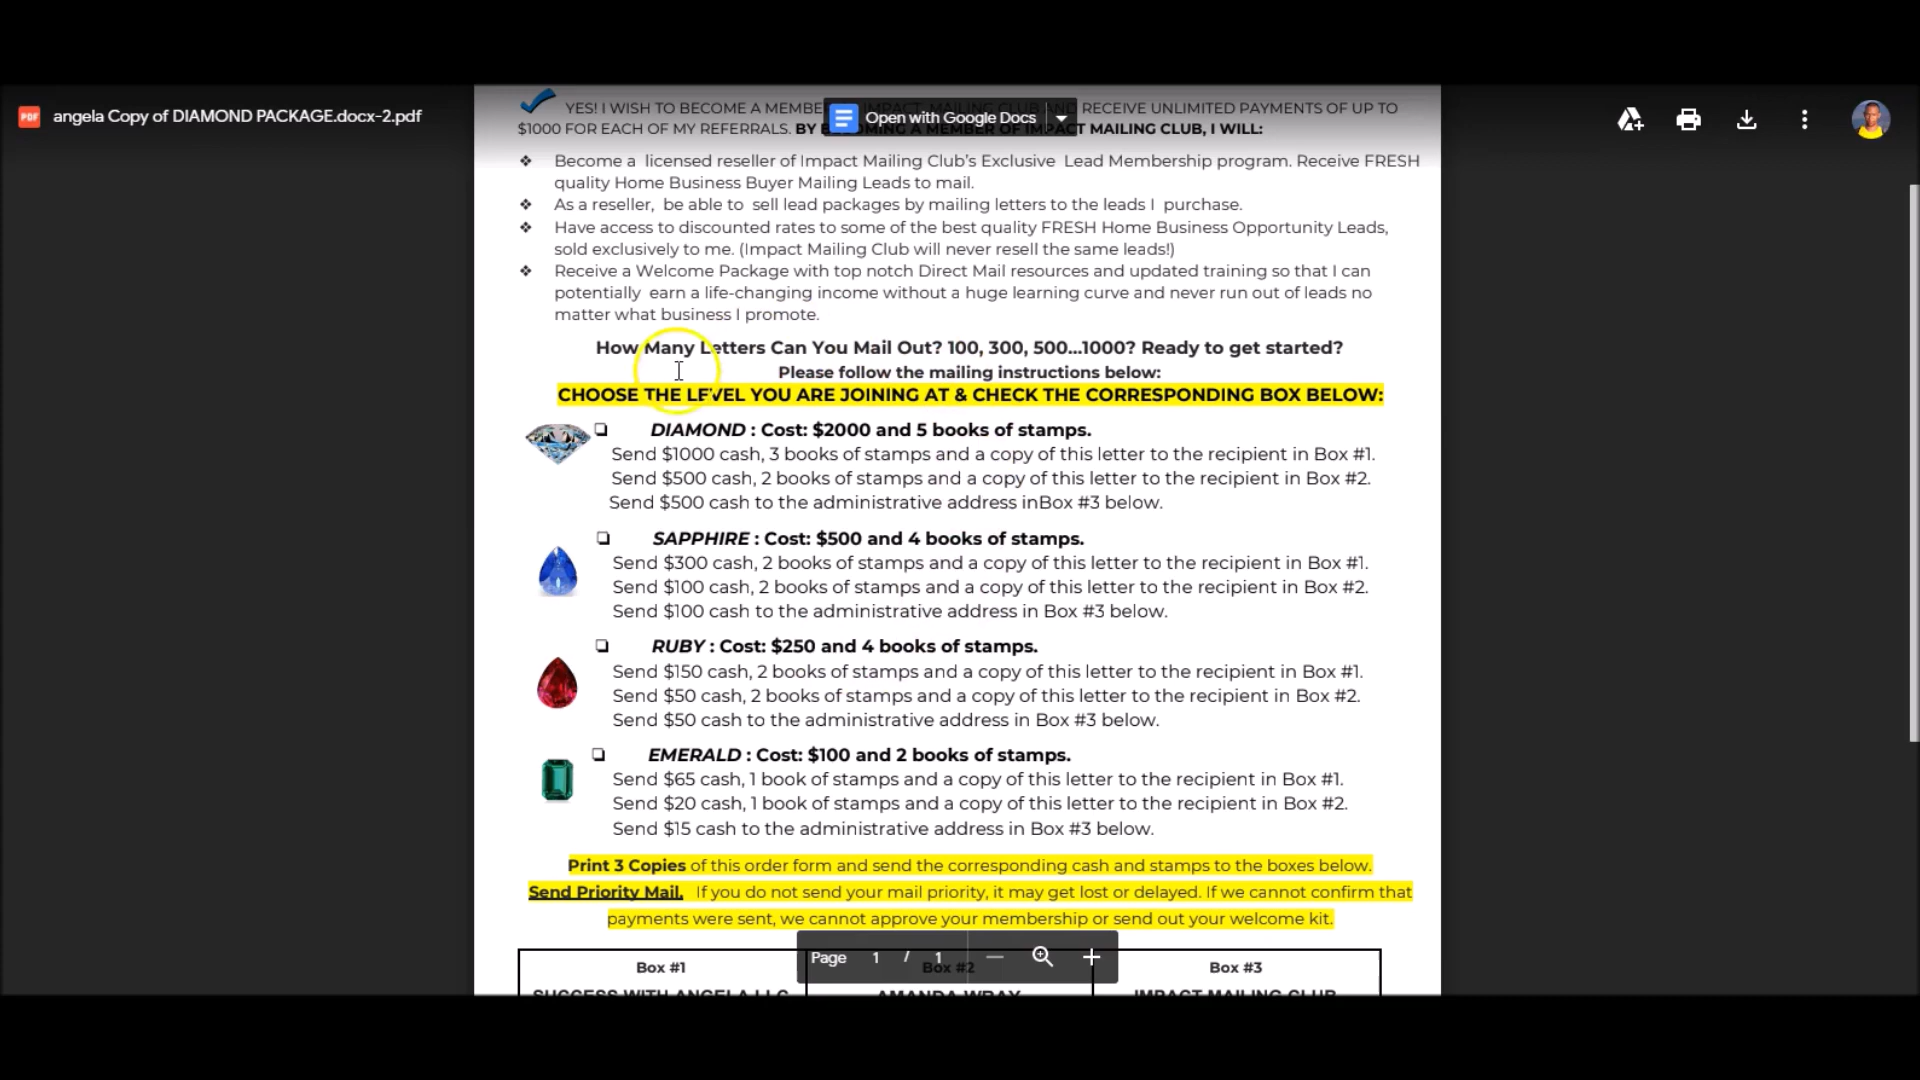 PDF angela Copy of DIAMOND PACKAGE.docx-2.pdf
Open with Google Docs
YES! I WISH TO BECOME A MEMBER IMPACT MAILING CLUB AND RECEIVE UNLIMITED PAYMENTS OF UP TO
$1000 FOR EACH OF MY REFERRALS. BY BECOMING A MEMBER OF IMPACT MAILING CLUB, I WILL:
❖ Become a licensed reseller of Impact Mailing Club's Exclusive Lead Membership program. Receive FRESH
quality Home Business Buyer Mailing Leads to mail.
❖ As a reseller, be able to sell lead packages by mailing letters to the leads I purchase.
❖ Have access to discounted rates to some of the best quality FRESH Home Business Opportunity Leads,
sold exclusively to me. (Impact Mailing Club will never resell the same leads!)
❖ Receive a Welcome Package with top notch Direct Mail resources and updated training so that I can
potentially earn a life-changing income without a huge learning curve and never run out of leads no
matter what business I promote.
How Many Letters Can You Mail Out? 100, 300, 500...1000? Ready to get started?
Please follow the mailing instructions below:
CHOOSE THE LEVEL YOU ARE JOINING AT & CHECK THE CORRESPONDING BOX BELOW:
❑ DIAMOND : Cost: $2000 and 5 books of stamps.
Send $1000 cash, 3 books of stamps and a copy of this letter to the recipient in Box #1.
Send $500 cash, 2 books of stamps and a copy of this letter to the recipient in Box #2.
Send $500 cash to the administrative address inBox #3 below.
❑ SAPPHIRE : Cost: $500 and 4 books of stamps.
Send $300 cash, 2 books of stamps and a copy of this letter to the recipient in Box #1.
Send $100 cash, 2 books of stamps and a copy of this letter to the recipient in Box #2.
Send $100 cash to the administrative address in Box #3 below.
❑ RUBY : Cost: $250 and 4 books of stamps.
Send $150 cash, 2 books of stamps and a copy of this letter to the recipient in Box #1.
Send $50 cash, 2 books of stamps and a copy of this letter to the recipient in Box #2.
Send $50 cash to the administrative address in Box #3 below.
❑ EMERALD : Cost: $100 and 2 books of stamps.
Send $65 cash, 1 book of stamps and a copy of this letter to the recipient in Box #1.
Send $20 cash, 1 book of stamps and a copy of this letter to the recipient in Box #2.
Send $15 cash to the administrative address in Box #3 below.
Print 3 Copies of this order form and send the corresponding cash and stamps to the boxes below.
Send Priority Mail. If you do not send your mail priority, it may get lost or delayed. If we cannot confirm that
payments were sent, we cannot approve your membership or send out your welcome kit.
Page 1 / 1
Box #1 Box #2 Box #3
SUCCESS WITH ANGELA LLC AMANDA WRAY IMPACT MAILING CLUB